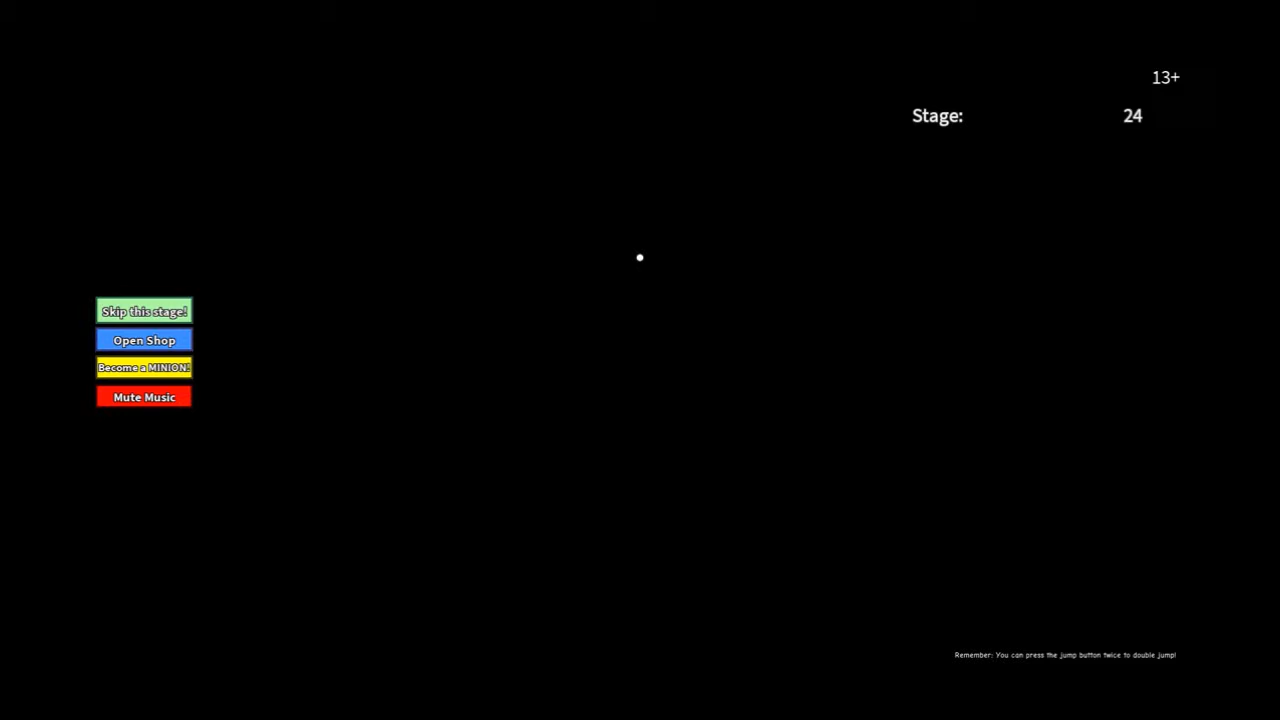 13+
Stage: 24
Skip this stage!
Open Shop
Become a MINION!
Mute Music
Remember: You can press the jump button twice to double jump!